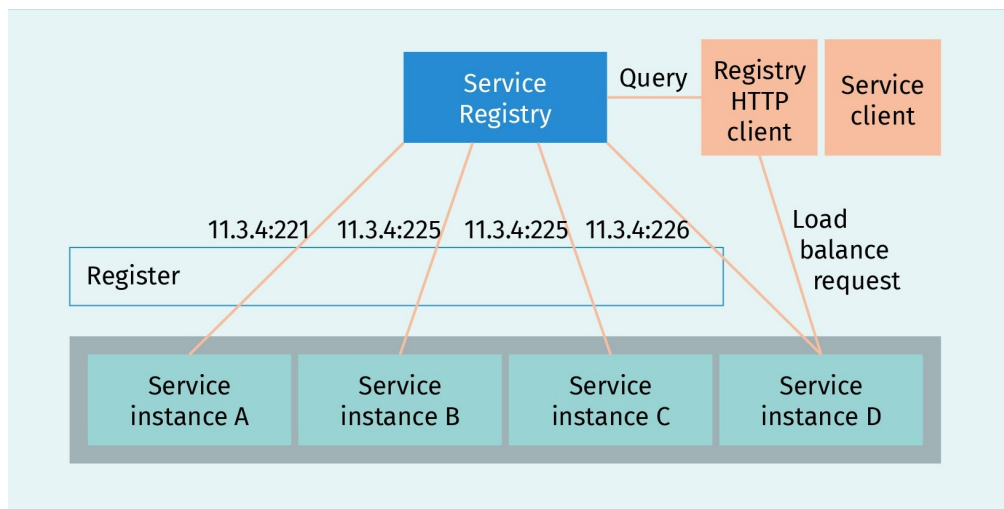 Service
Registry
Query
Registry
HTTP
client
Service
client
11.3.4:221
11.3.4:225
11.3.4:225
11.3.4:226
Load
balance
request
Register
Service
instance A
Service
instance B
Service
instance C
Service
instance D